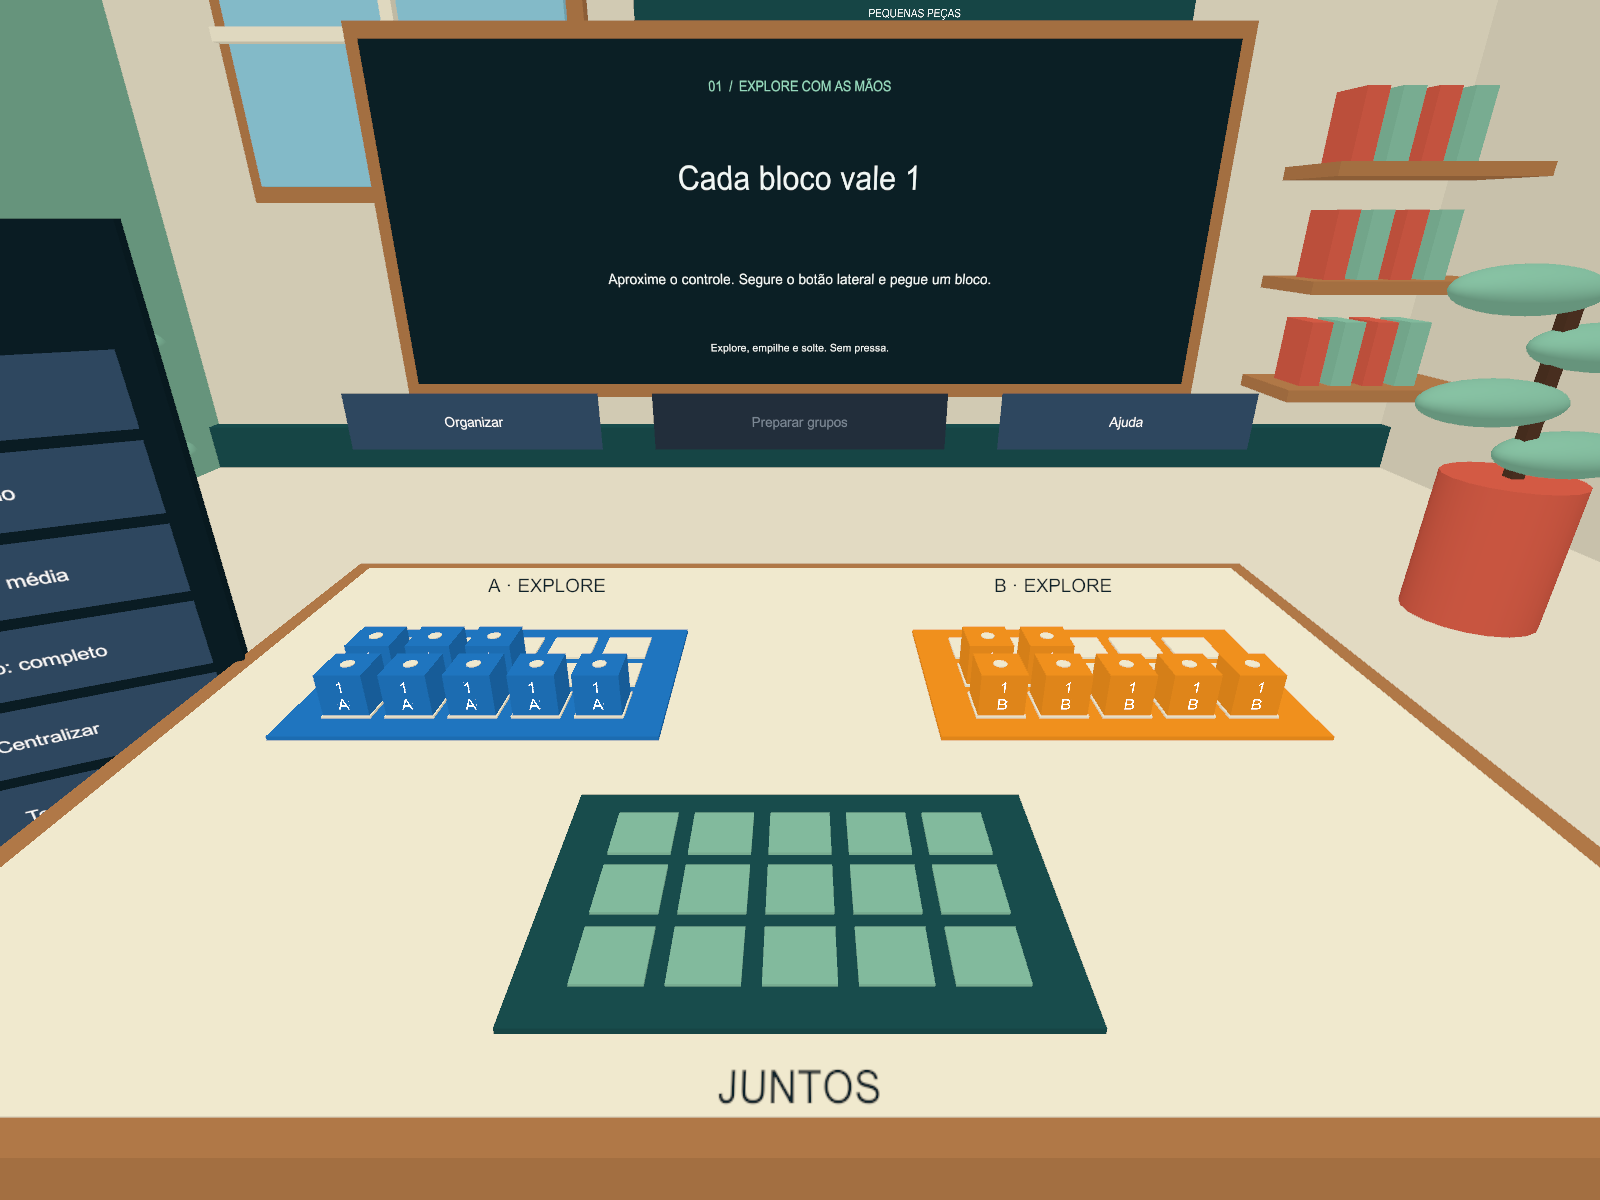 PEQUENAS PEÇAS
01 / EXPLORE COM AS MÃOS
Cada bloco vale 1
Aproxime o controle. Segure o botão lateral e pegue um bloco.
Explore, empilhe e solte. Sem pressa.
Organizar
Preparar grupos
Ajuda
média
: completo
Centralizar
A · EXPLORE
B · EXPLORE
1 A
1 A
1 A
1 A
1 A
1 B
1 B
1 B
1 B
1 B
JUNTOS